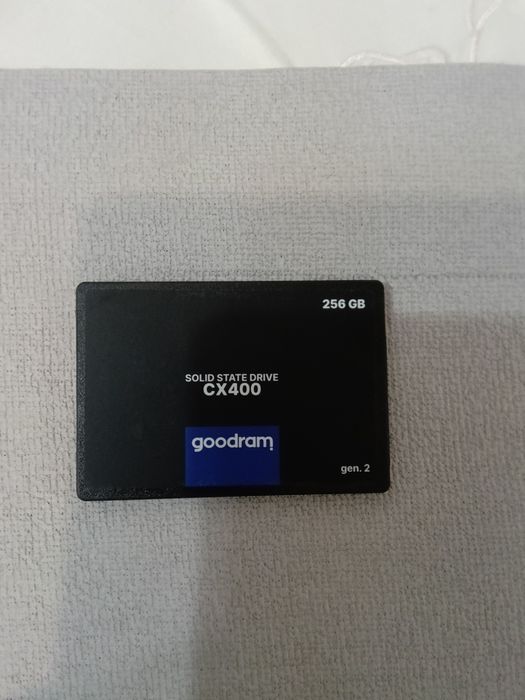 256 GB
SOLID STATE DRIVE
CX400
goodram
gen. 2